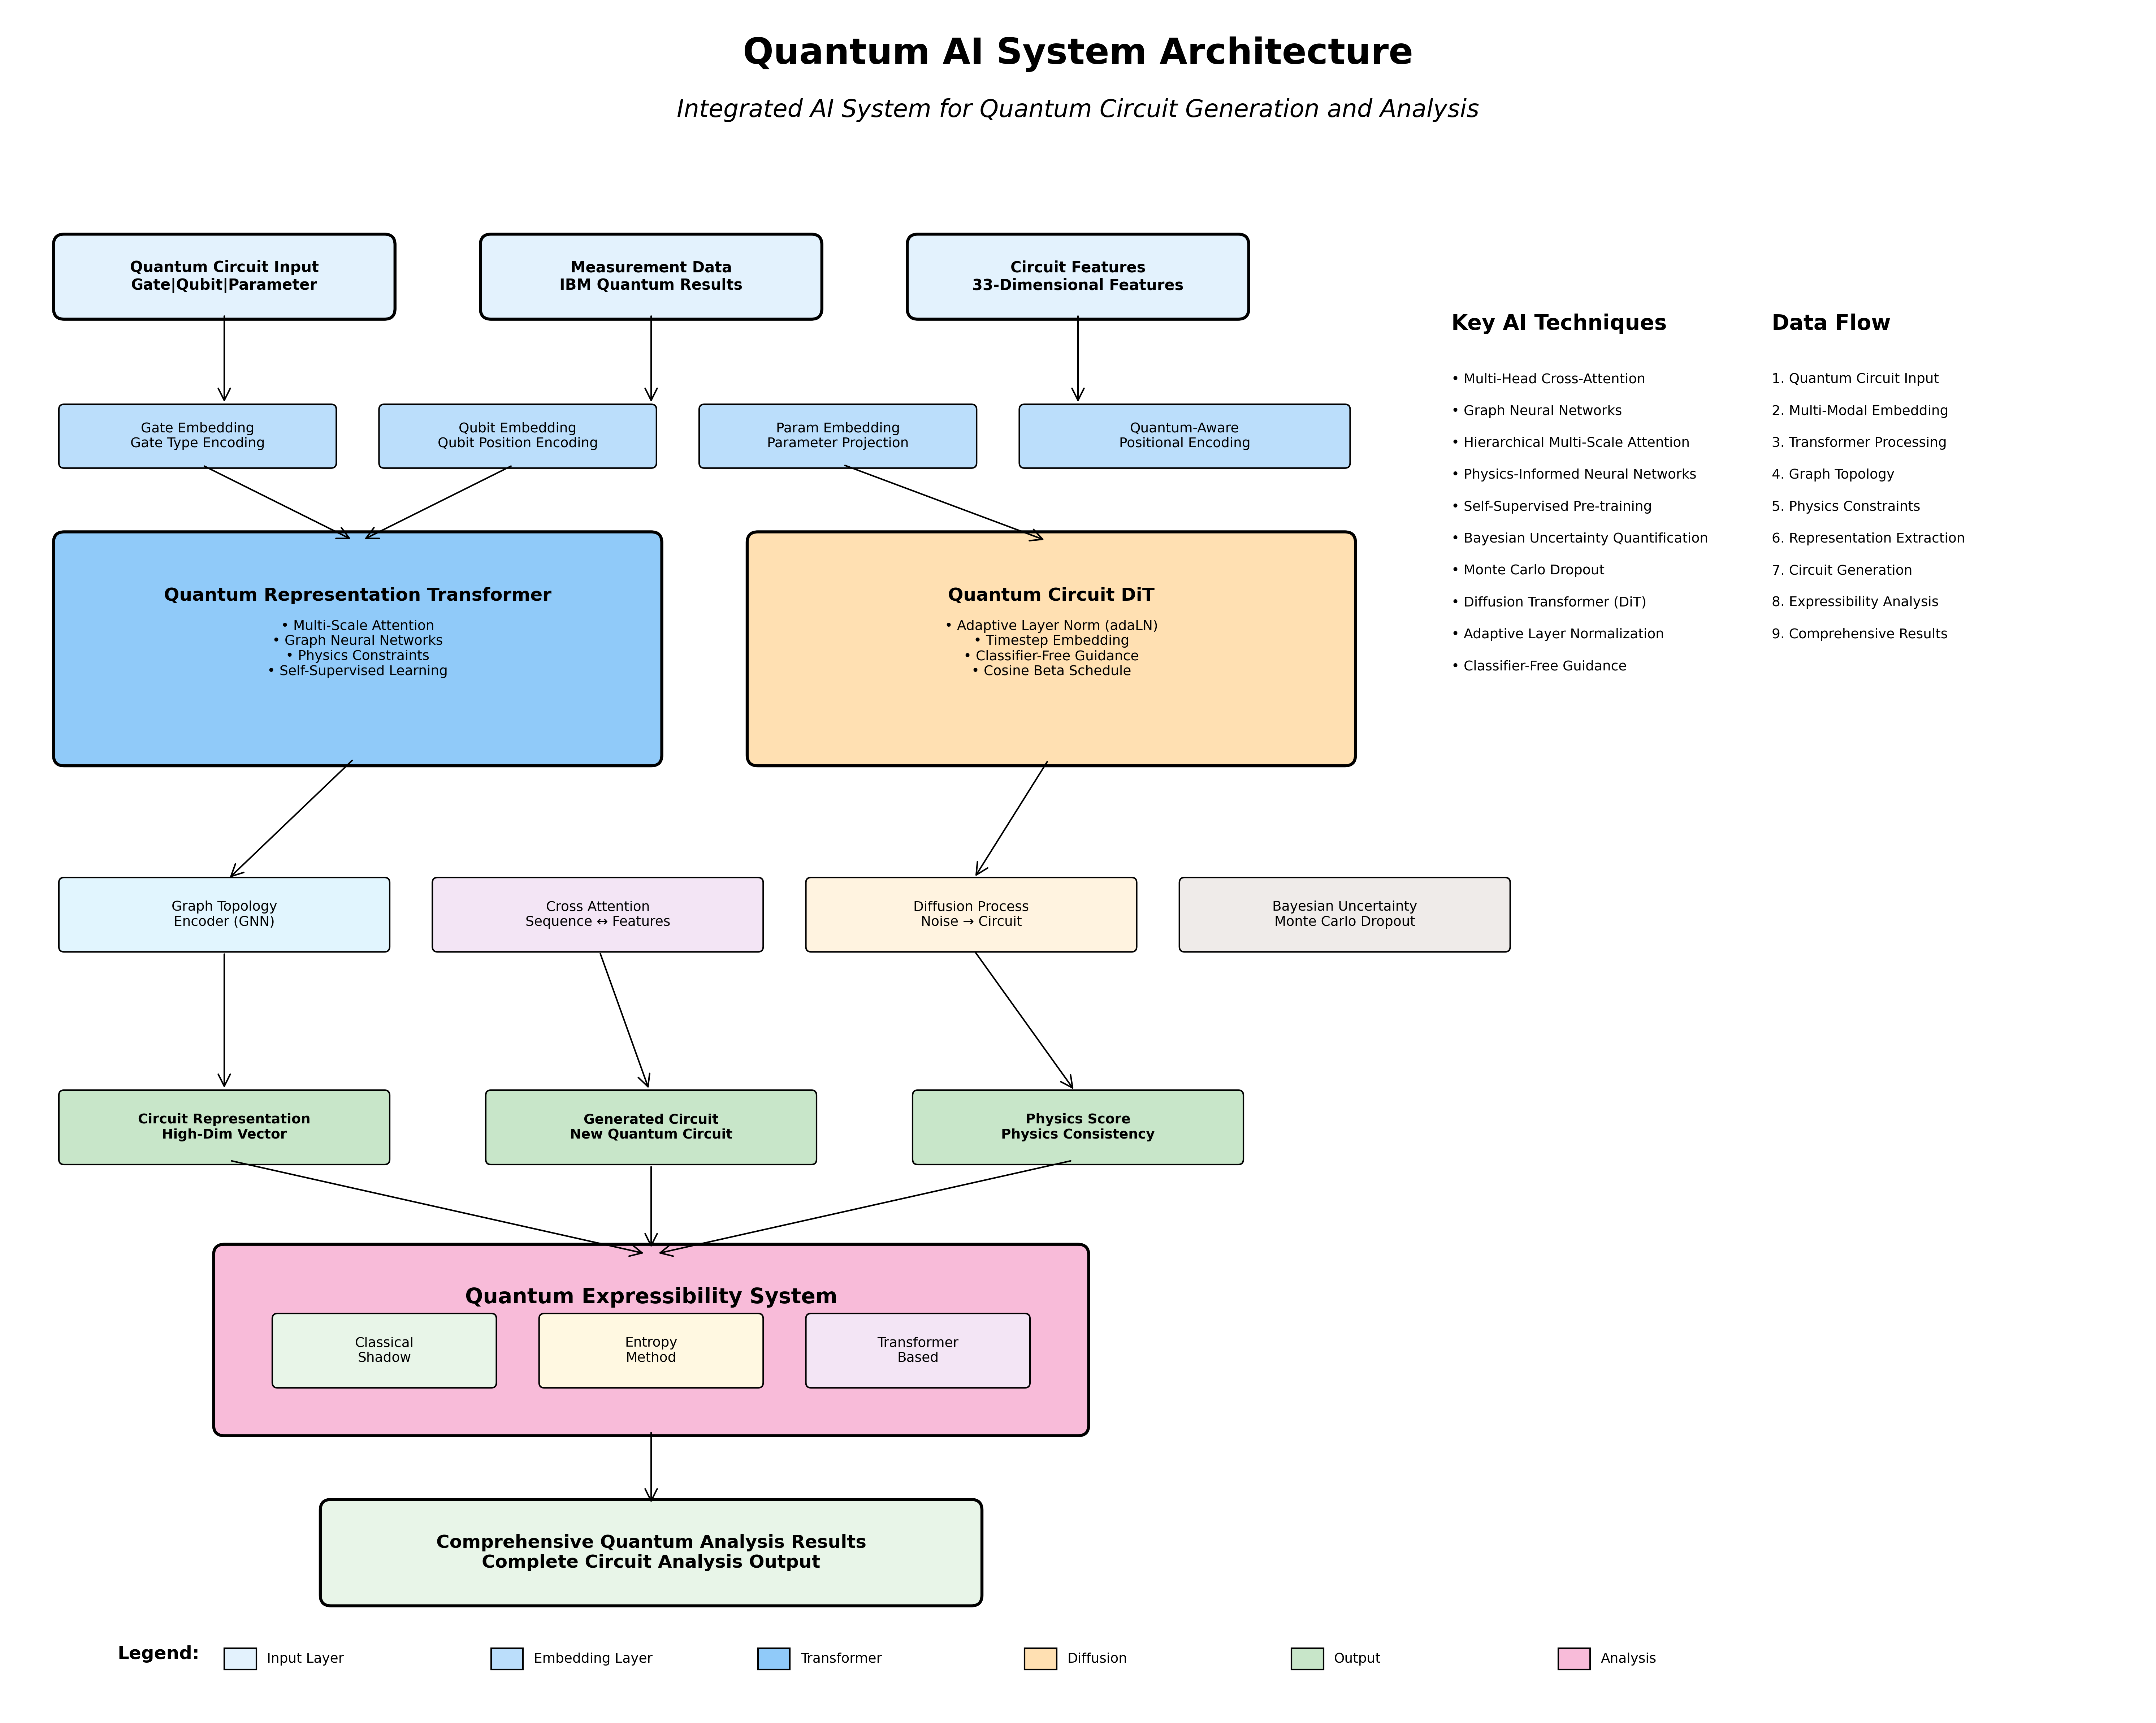 Quantum AI System Architecture
Integrated AI System for Quantum Circuit Generation and Analysis
Quantum Circuit Input
Gate|Qubit|Parameter
Measurement Data
IBM Quantum Results
Circuit Features
33-Dimensional Features
Gate Embedding
Gate Type Encoding
Qubit Embedding
Qubit Position Encoding
Param Embedding
Parameter Projection
Quantum-Aware
Positional Encoding
Quantum Representation Transformer
• Multi-Scale Attention
• Graph Neural Networks
• Physics Constraints
• Self-Supervised Learning
Quantum Circuit DiT
• Adaptive Layer Norm (adaLN)
• Timestep Embedding
• Classifier-Free Guidance
• Cosine Beta Schedule
Key AI Techniques
• Multi-Head Cross-Attention
• Graph Neural Networks
• Hierarchical Multi-Scale Attention
• Physics-Informed Neural Networks
• Self-Supervised Pre-training
• Bayesian Uncertainty Quantification
• Monte Carlo Dropout
• Diffusion Transformer (DiT)
• Adaptive Layer Normalization
• Classifier-Free Guidance
Data Flow
1. Quantum Circuit Input
2. Multi-Modal Embedding
3. Transformer Processing
4. Graph Topology
5. Physics Constraints
6. Representation Extraction
7. Circuit Generation
8. Expressibility Analysis
9. Comprehensive Results
Graph Topology
Encoder (GNN)
Cross Attention
Sequence ↔ Features
Diffusion Process
Noise → Circuit
Bayesian Uncertainty
Monte Carlo Dropout
Circuit Representation
High-Dim Vector
Generated Circuit
New Quantum Circuit
Physics Score
Physics Consistency
Quantum Expressibility System
Classical
Shadow
Entropy
Method
Transformer
Based
Comprehensive Quantum Analysis Results
Complete Circuit Analysis Output
Legend:
Input Layer
Embedding Layer
Transformer
Diffusion
Output
Analysis